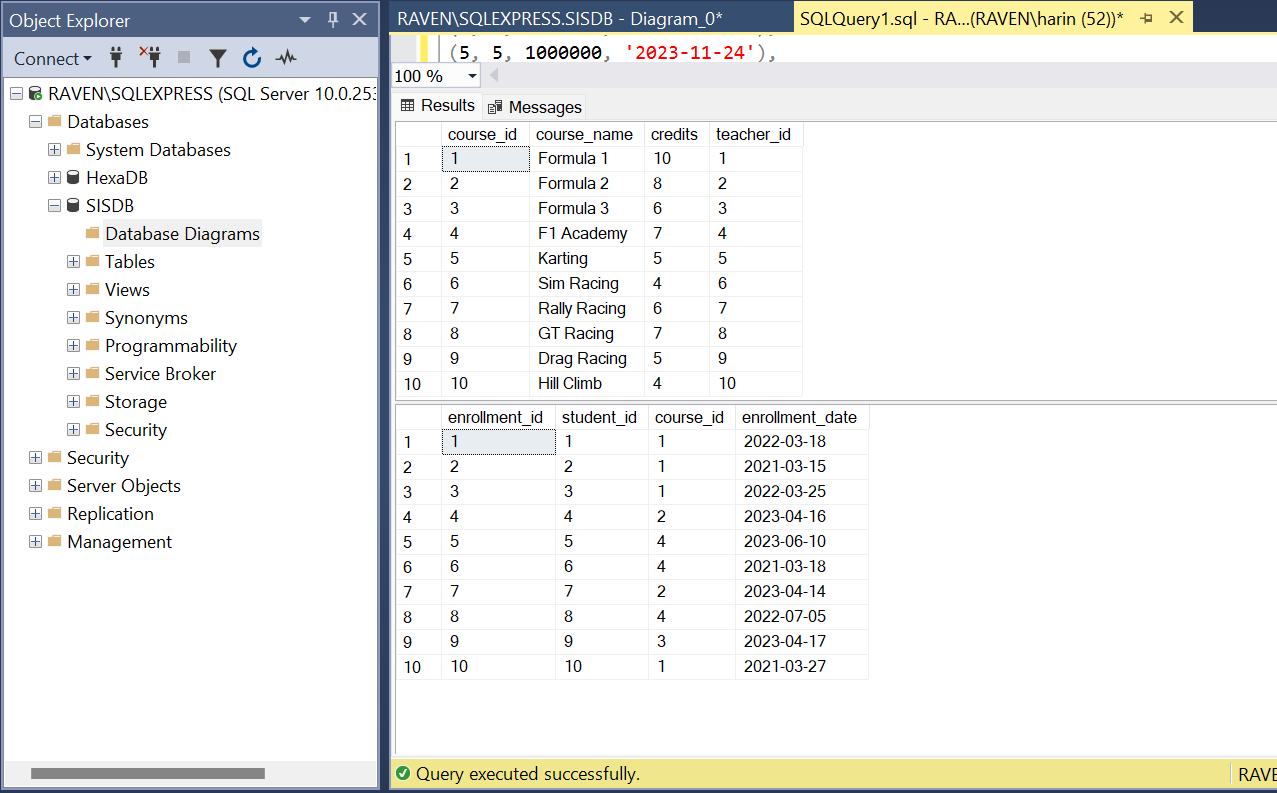 Object Explorer
Connect
RAVEN\SQLEXPRESS (SQL Server 10.0.253
Databases
System Databases
HexaDB
SISDB
Database Diagrams
Tables
Views
Synonyms
Programmability
Service Broker
Storage
Security
Security
Server Objects
Replication
Management
RAVEN\SQLEXPRESS.SISDB - Diagram_0* SQLQuery1.sql - RA...(RAVEN\harin (52))*
(5, 5, 1000000, '2023-11-24'),
100 %
Results Messages
course_id course_name credits teacher_id
1 1 Formula 1 10 1
2 2 Formula 2 8 2
3 3 Formula 3 6 3
4 4 F1 Academy 7 4
5 5 Karting 5 5
6 6 Sim Racing 4 6
7 7 Rally Racing 6 7
8 8 GT Racing 7 8
9 9 Drag Racing 5 9
10 10 Hill Climb 4 10
enrollment_id student_id course_id enrollment_date
1 1 1 1 2022-03-18
2 2 2 1 2021-03-15
3 3 3 1 2022-03-25
4 4 4 2 2023-04-16
5 5 5 4 2023-06-10
6 6 6 4 2021-03-18
7 7 7 2 2023-04-14
8 8 8 4 2022-07-05
9 9 9 3 2023-04-17
10 10 10 1 2021-03-27
Query executed successfully. RAVE